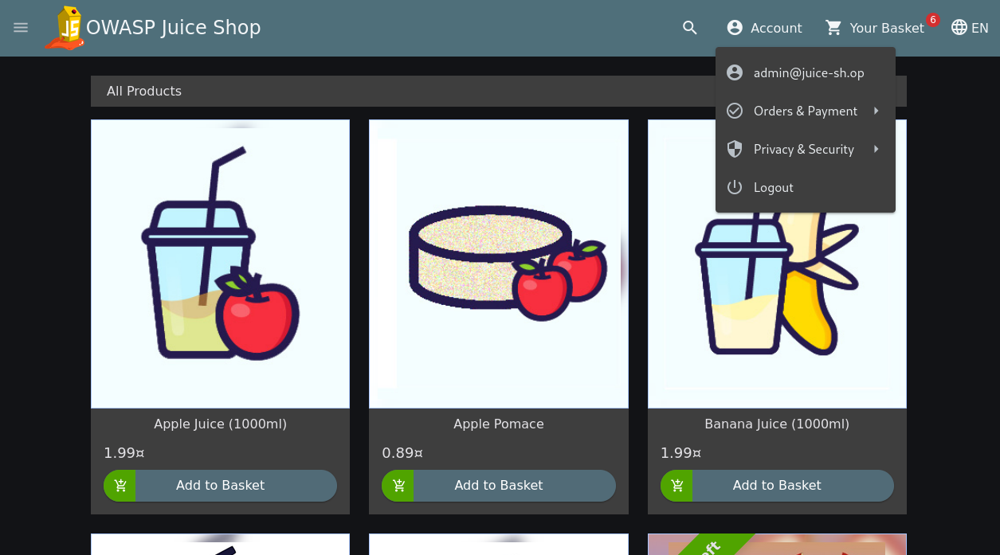 OWASP Juice Shop
Account
Your Basket
6
EN
admin@juice-sh.op
Orders & Payment
Privacy & Security
Logout
All Products
JS
Apple Juice (1000ml)
Apple Pomace
Banana Juice (1000ml)
1.99¤
0.89¤
1.99¤
Add to Basket
Add to Basket
Add to Basket